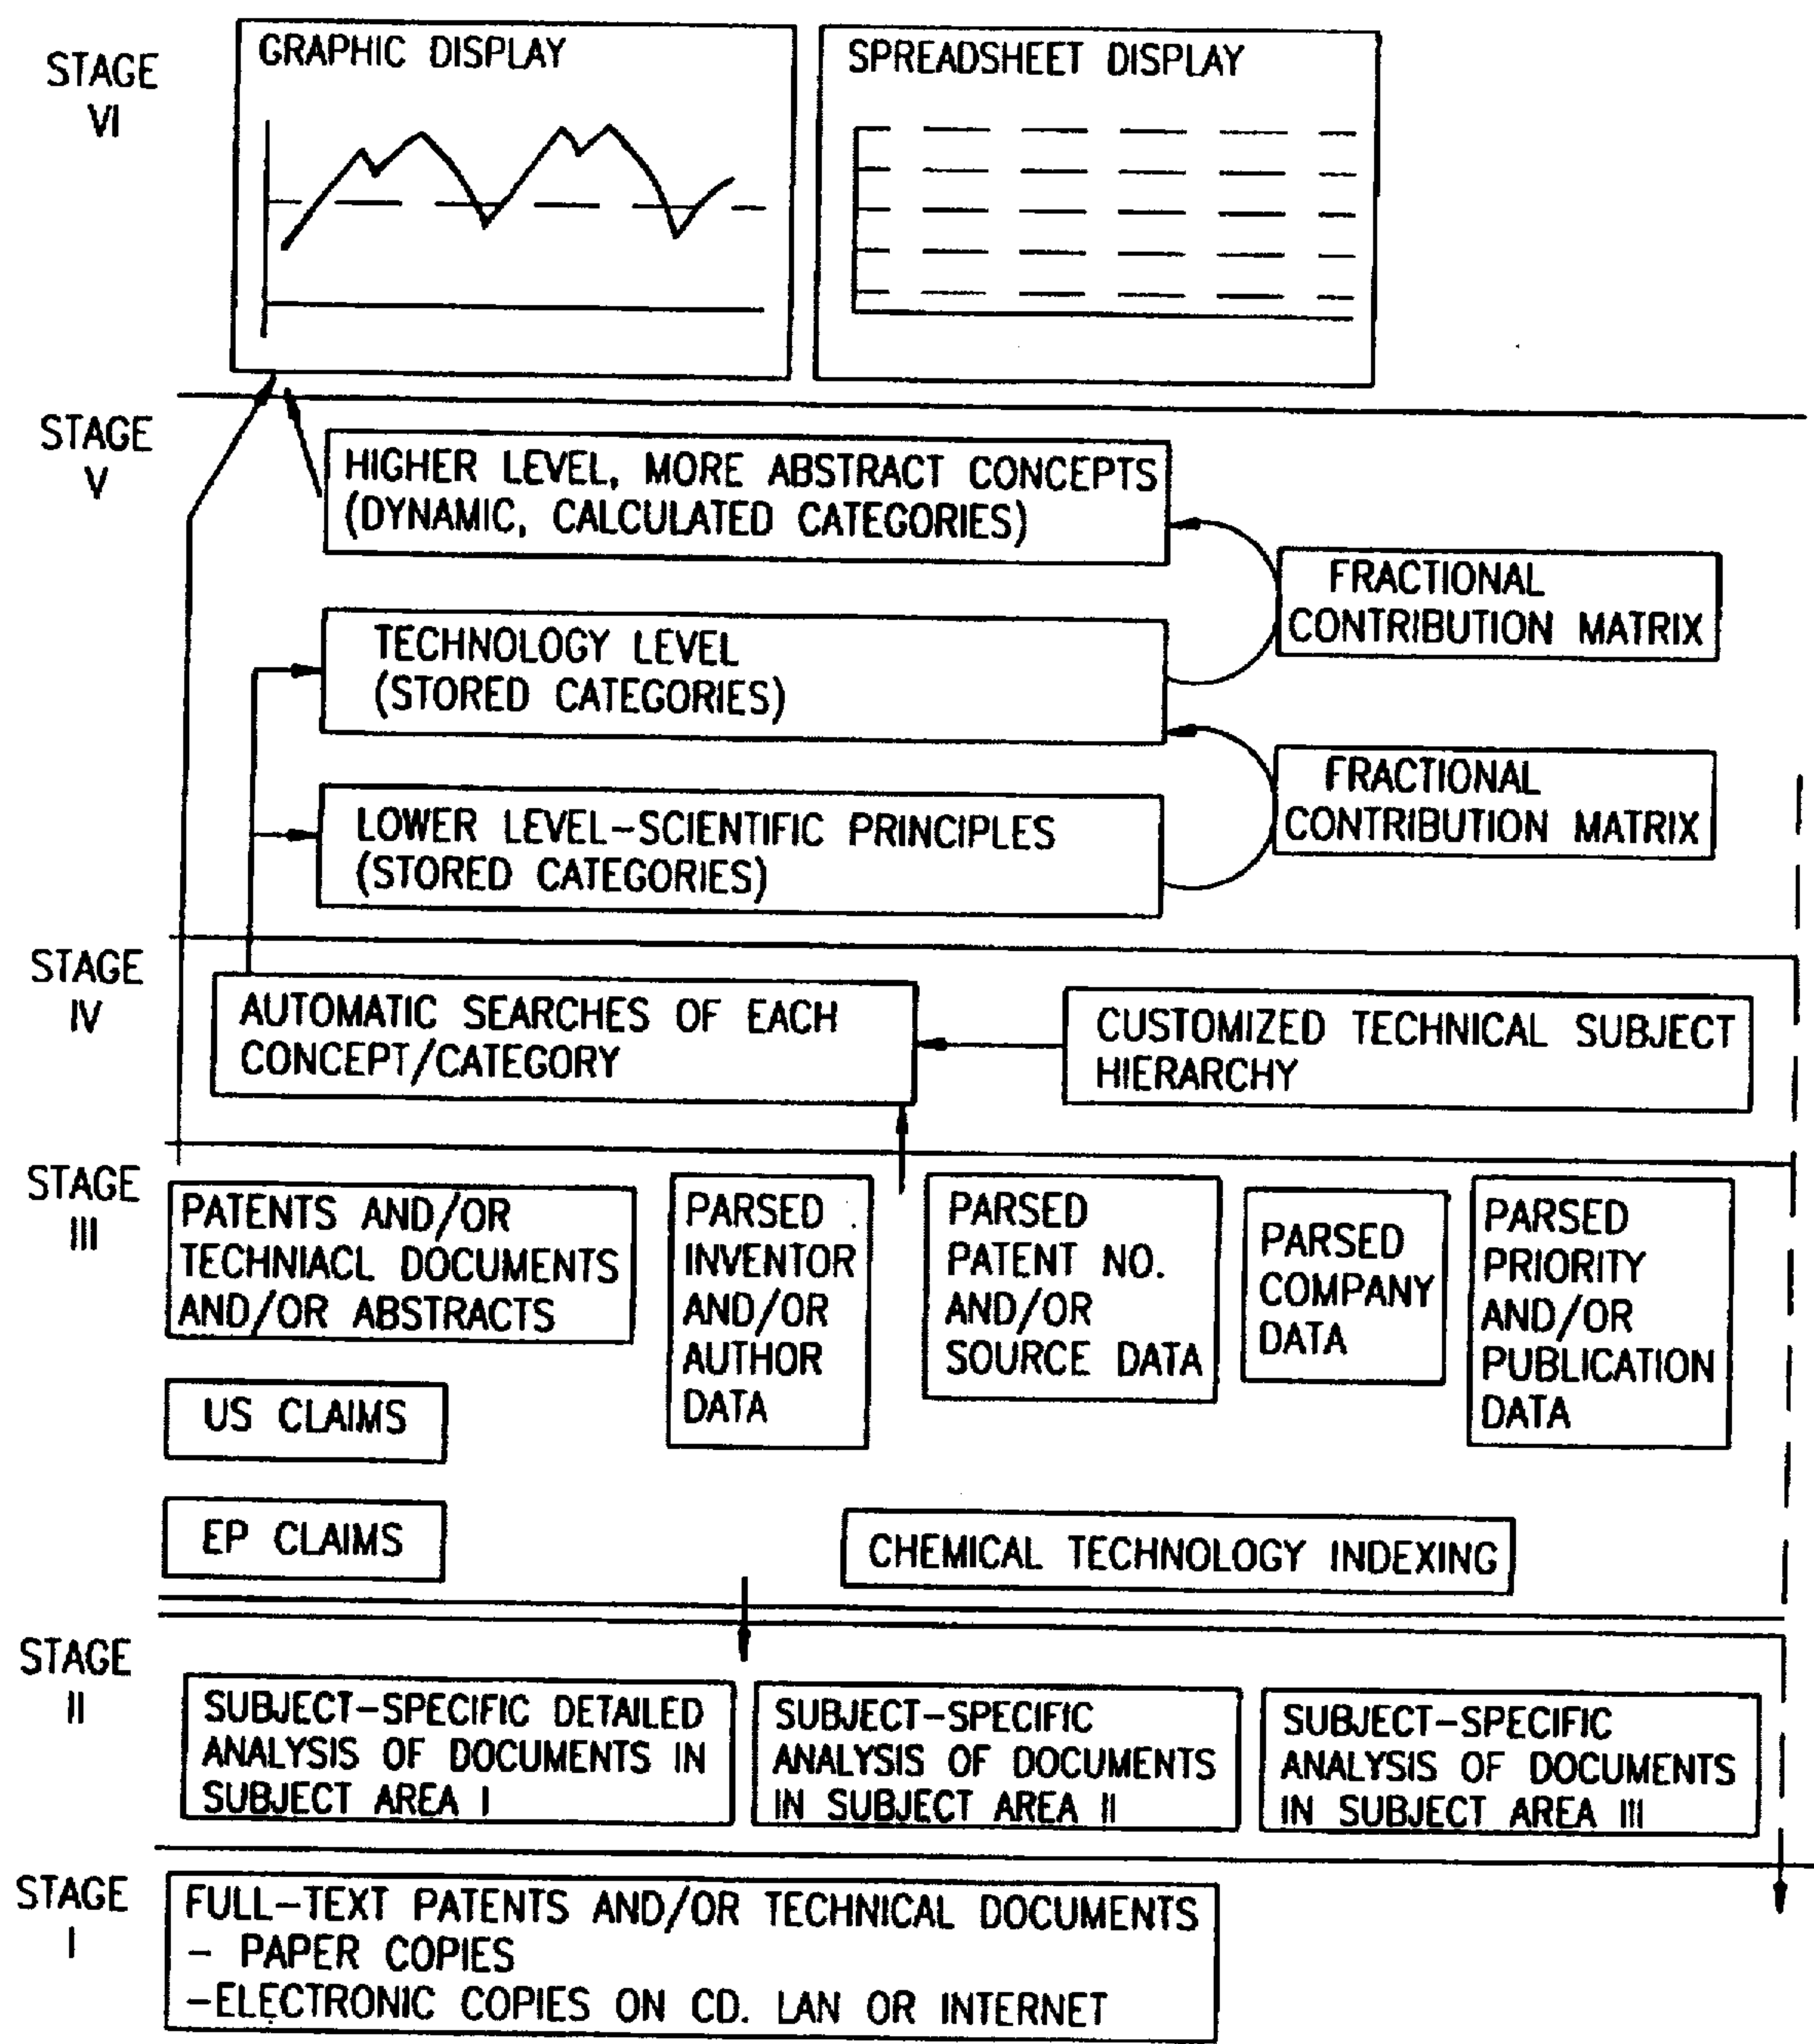 STAGE
VI
GRAPHIC DISPLAY
SPREADSHEET DISPLAY
STAGE
V
HIGHER LEVEL, MORE ABSTRACT CONCEPTS
(DYNAMIC, CALCULATED CATEGORIES)
FRACTIONAL
CONTRIBUTION MATRIX
TECHNOLOGY LEVEL
(STORED CATEGORIES)
FRACTIONAL
CONTRIBUTION MATRIX
LOWER LEVEL-SCIENTIFIC PRINCIPLES
(STORED CATEGORIES)
STAGE
IV
AUTOMATIC SEARCHES OF EACH
CONCEPT/CATEGORY
CUSTOMIZED TECHNICAL SUBJECT
HIERARCHY
STAGE
III
PATENTS AND/OR
TECHNIACL DOCUMENTS
AND/OR ABSTRACTS
PARSED
INVENTOR
AND/OR
AUTHOR
DATA
PARSED
PATENT NO.
AND/OR
SOURCE DATA
PARSED
COMPANY
DATA
PARSED
PRIORITY
AND/OR
PUBLICATION
DATA
US CLAIMS
EP CLAIMS
CHEMICAL TECHNOLOGY INDEXING
STAGE
II
SUBJECT-SPECIFIC DETAILED
ANALYSIS OF DOCUMENTS IN
SUBJECT AREA I
SUBJECT-SPECIFIC
ANALYSIS OF DOCUMENTS
IN SUBJECT AREA II
SUBJECT-SPECIFIC
ANALYSIS OF DOCUMENTS
IN SUBJECT AREA III
STAGE
I
FULL-TEXT PATENTS AND/OR TECHNICAL DOCUMENTS
- PAPER COPIES
-ELECTRONIC COPIES ON CD. LAN OR INTERNET